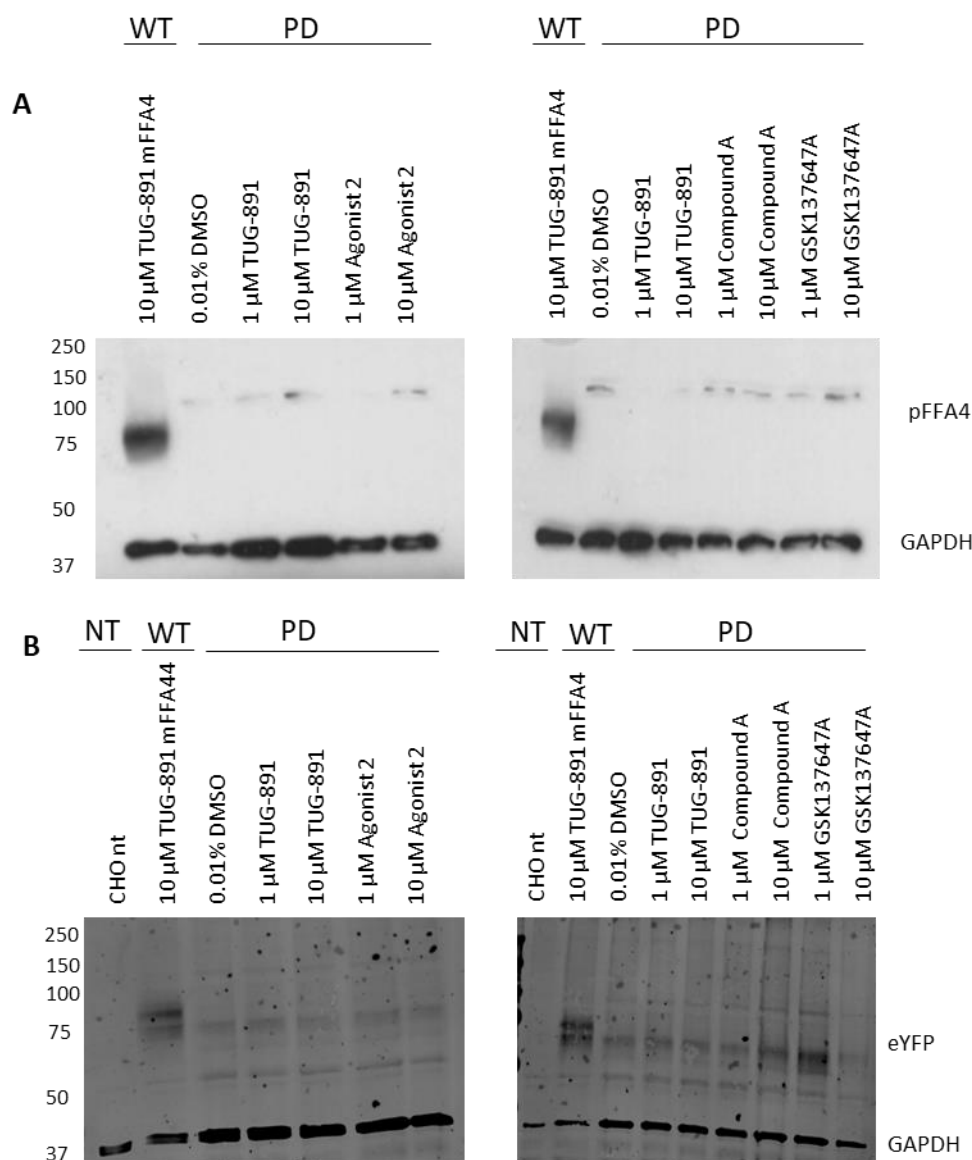 WT PD WT PD
A
10 µM TUG-891 mFFA4
0.01% DMSO
1 µM TUG-891
10 µM TUG-891
1 µM Agonist 2
10 µM Agonist 2
10 µM TUG-891 mFFA4
0.01% DMSO
1 µM TUG-891
10 µM TUG-891
1 µM Compound A
10 µM Compound A
1 µM GSK137647A
10 µM GSK137647A
250
150
100
75
50
37
pFFA4
GAPDH
B
NT WT PD NT WT PD
CHO nt
10 µM TUG-891 mFFA44
0.01% DMSO
1 µM TUG-891
10 µM TUG-891
1 µM Agonist 2
10 µM Agonist 2
CHO nt
10 µM TUG-891 mFFA4
0.01% DMSO
1 µM TUG-891
10 µM TUG-891
1 µM Compound A
10 µM Compound A
1 µM GSK137647A
10 µM GSK137647A
250
150
100
75
50
37
eYFP
GAPDH